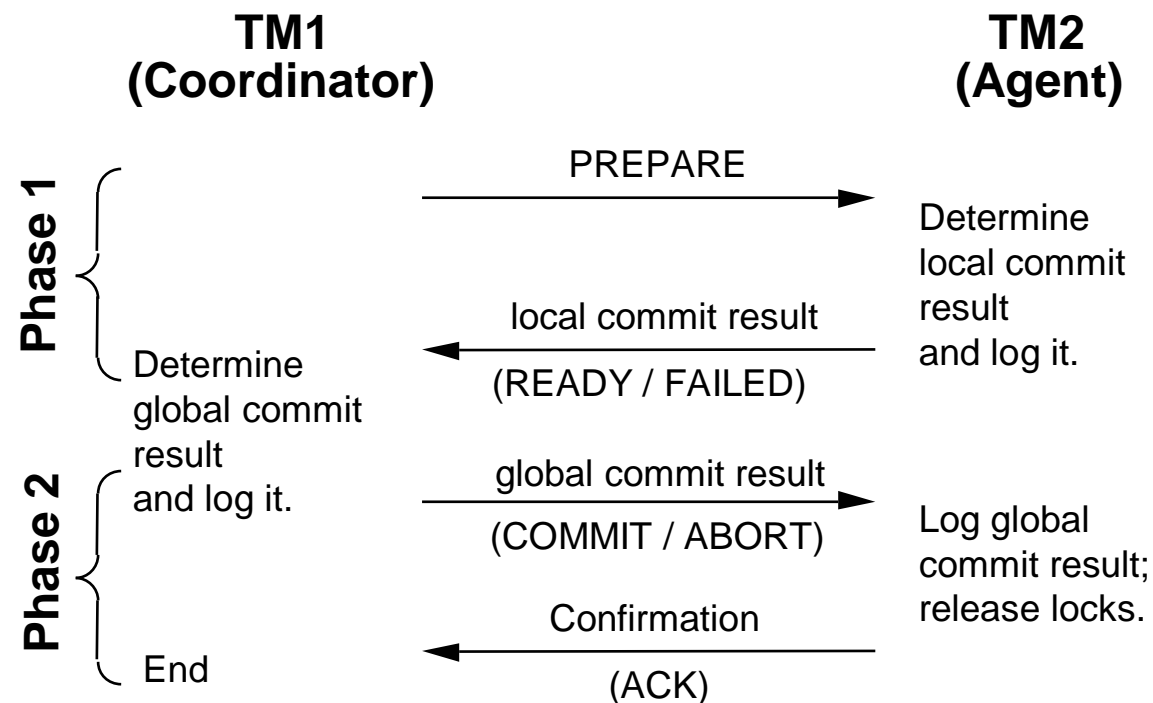 TM1
(Coordinator)
TM2
(Agent)
Phase 1
PREPARE
Determine
local commit
result
and log it.
local commit result
(READY / FAILED)
Determine
global commit
result
and log it.
Phase 2
global commit result
(COMMIT / ABORT)
Log global
commit result;
release locks.
Confirmation
(ACK)
End